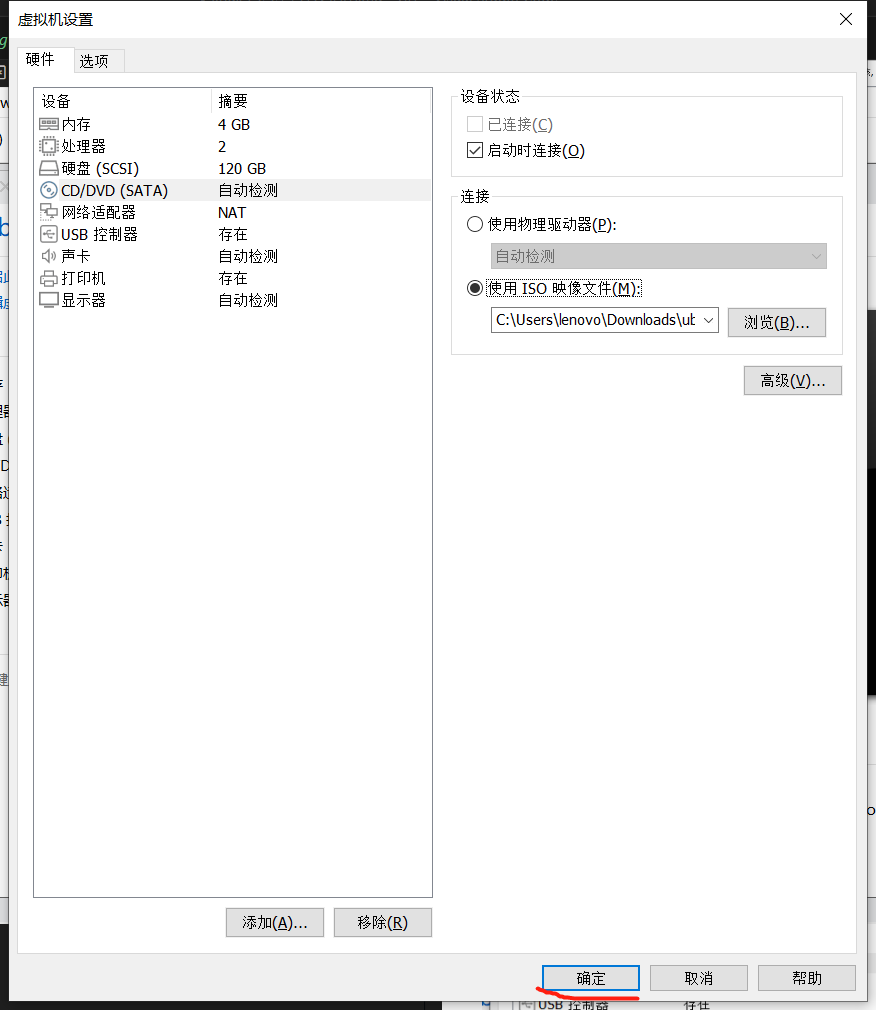 虚拟机设置
硬件 选项
设备 摘要
内存 4 GB
处理器 2
硬盘 (SCSI) 120 GB
CD/DVD (SATA) 自动检测
网络适配器 NAT
USB 控制器 存在
声卡 自动检测
打印机 存在
显示器 自动检测
添加(A)... 移除(R)
设备状态
已连接(C)
启动时连接(O)
连接
使用物理驱动器(P):
自动检测
使用 ISO 映像文件(M):
C:\Users\lenovo\Downloads\ub
浏览(B)...
高级(V)...
确定 取消 帮助
USB 控制器 存在